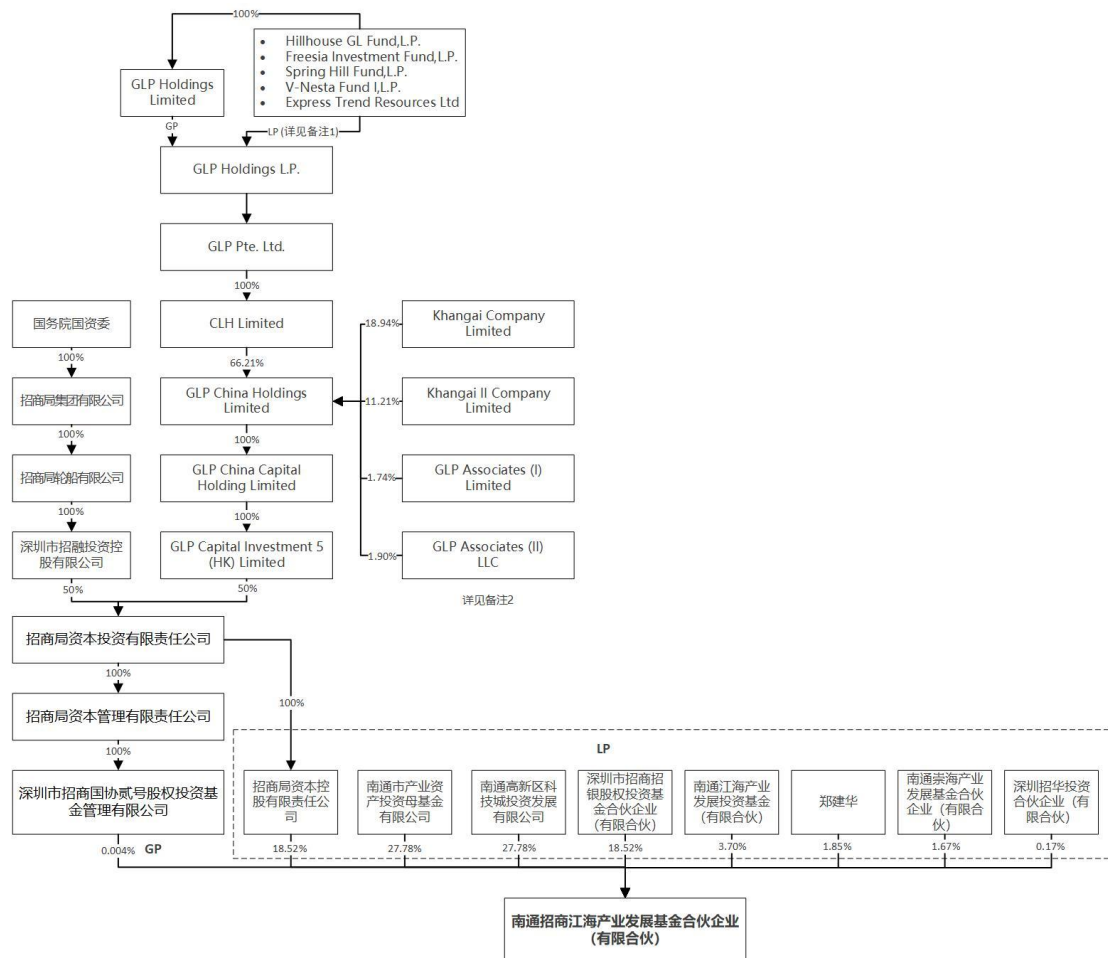 100%
• Hillhouse GL Fund,L.P.
• Freesia Investment Fund,L.P.
• Spring Hill Fund,L.P.
• V-Nesta Fund I,L.P.
• Express Trend Resources Ltd
GLP Holdings
Limited
GP
LP (详见备注1)
GLP Holdings L.P.
GLP Pte. Ltd.
100%
国务院国资委
CLH Limited
18.94%
Khangai Company
Limited
100%
66.21%
招商局集团有限公司
GLP China Holdings
Limited
11.21%
Khangai II Company
Limited
100%
100%
招商局轮船有限公司
GLP China Capital
Holding Limited
1.74%
GLP Associates (I)
Limited
100%
100%
深圳市招融投资控
股有限公司
GLP Capital Investment 5
(HK) Limited
1.90%
GLP Associates (II)
LLC
50%
50%
详见备注2
招商局资本投资有限责任公司
100%
100%
招商局资本管理有限责任公司
100%
LP
深圳市招商国协贰号股权投资基
金管理有限公司
招商局资本控
股有限责任公
司
南通市产业资
产投资母基金
有限公司
南通高新区科
技城投资发展
有限公司
深圳市招商招
银股权投资基
金合伙企业
（有限合伙）
南通江海产业
发展投资基金
（有限合伙）
郑建华
南通崇海产业
发展基金合伙
企业（有限合
伙）
深圳招华投资
合伙企业（有
限合伙）
0.004%
GP
18.52%
27.78%
27.78%
18.52%
3.70%
1.85%
1.67%
0.17%
南通招商江海产业发展基金合伙企业
（有限合伙）